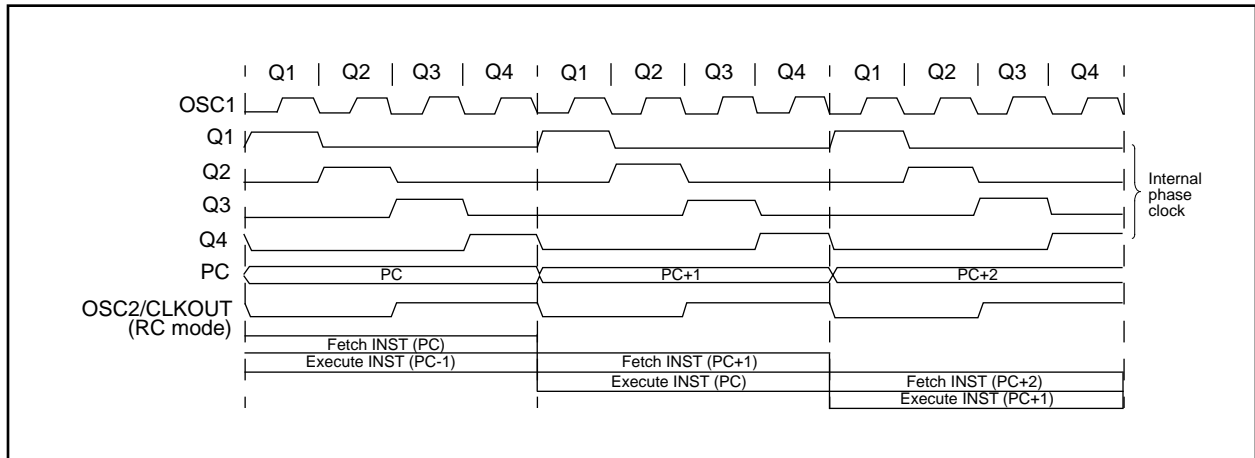 Q1 | Q2 | Q3 | Q4 | Q1 | Q2 | Q3 | Q4 | Q1 | Q2 | Q3 | Q4
OSC1
Q1
Q2
Q3
Q4
Internal
phase
clock
PC
PC
PC+1
PC+2
OSC2/CLKOUT
(RC mode)
Fetch INST (PC)
Execute INST (PC-1)
Fetch INST (PC+1)
Execute INST (PC)
Fetch INST (PC+2)
Execute INST (PC+1)